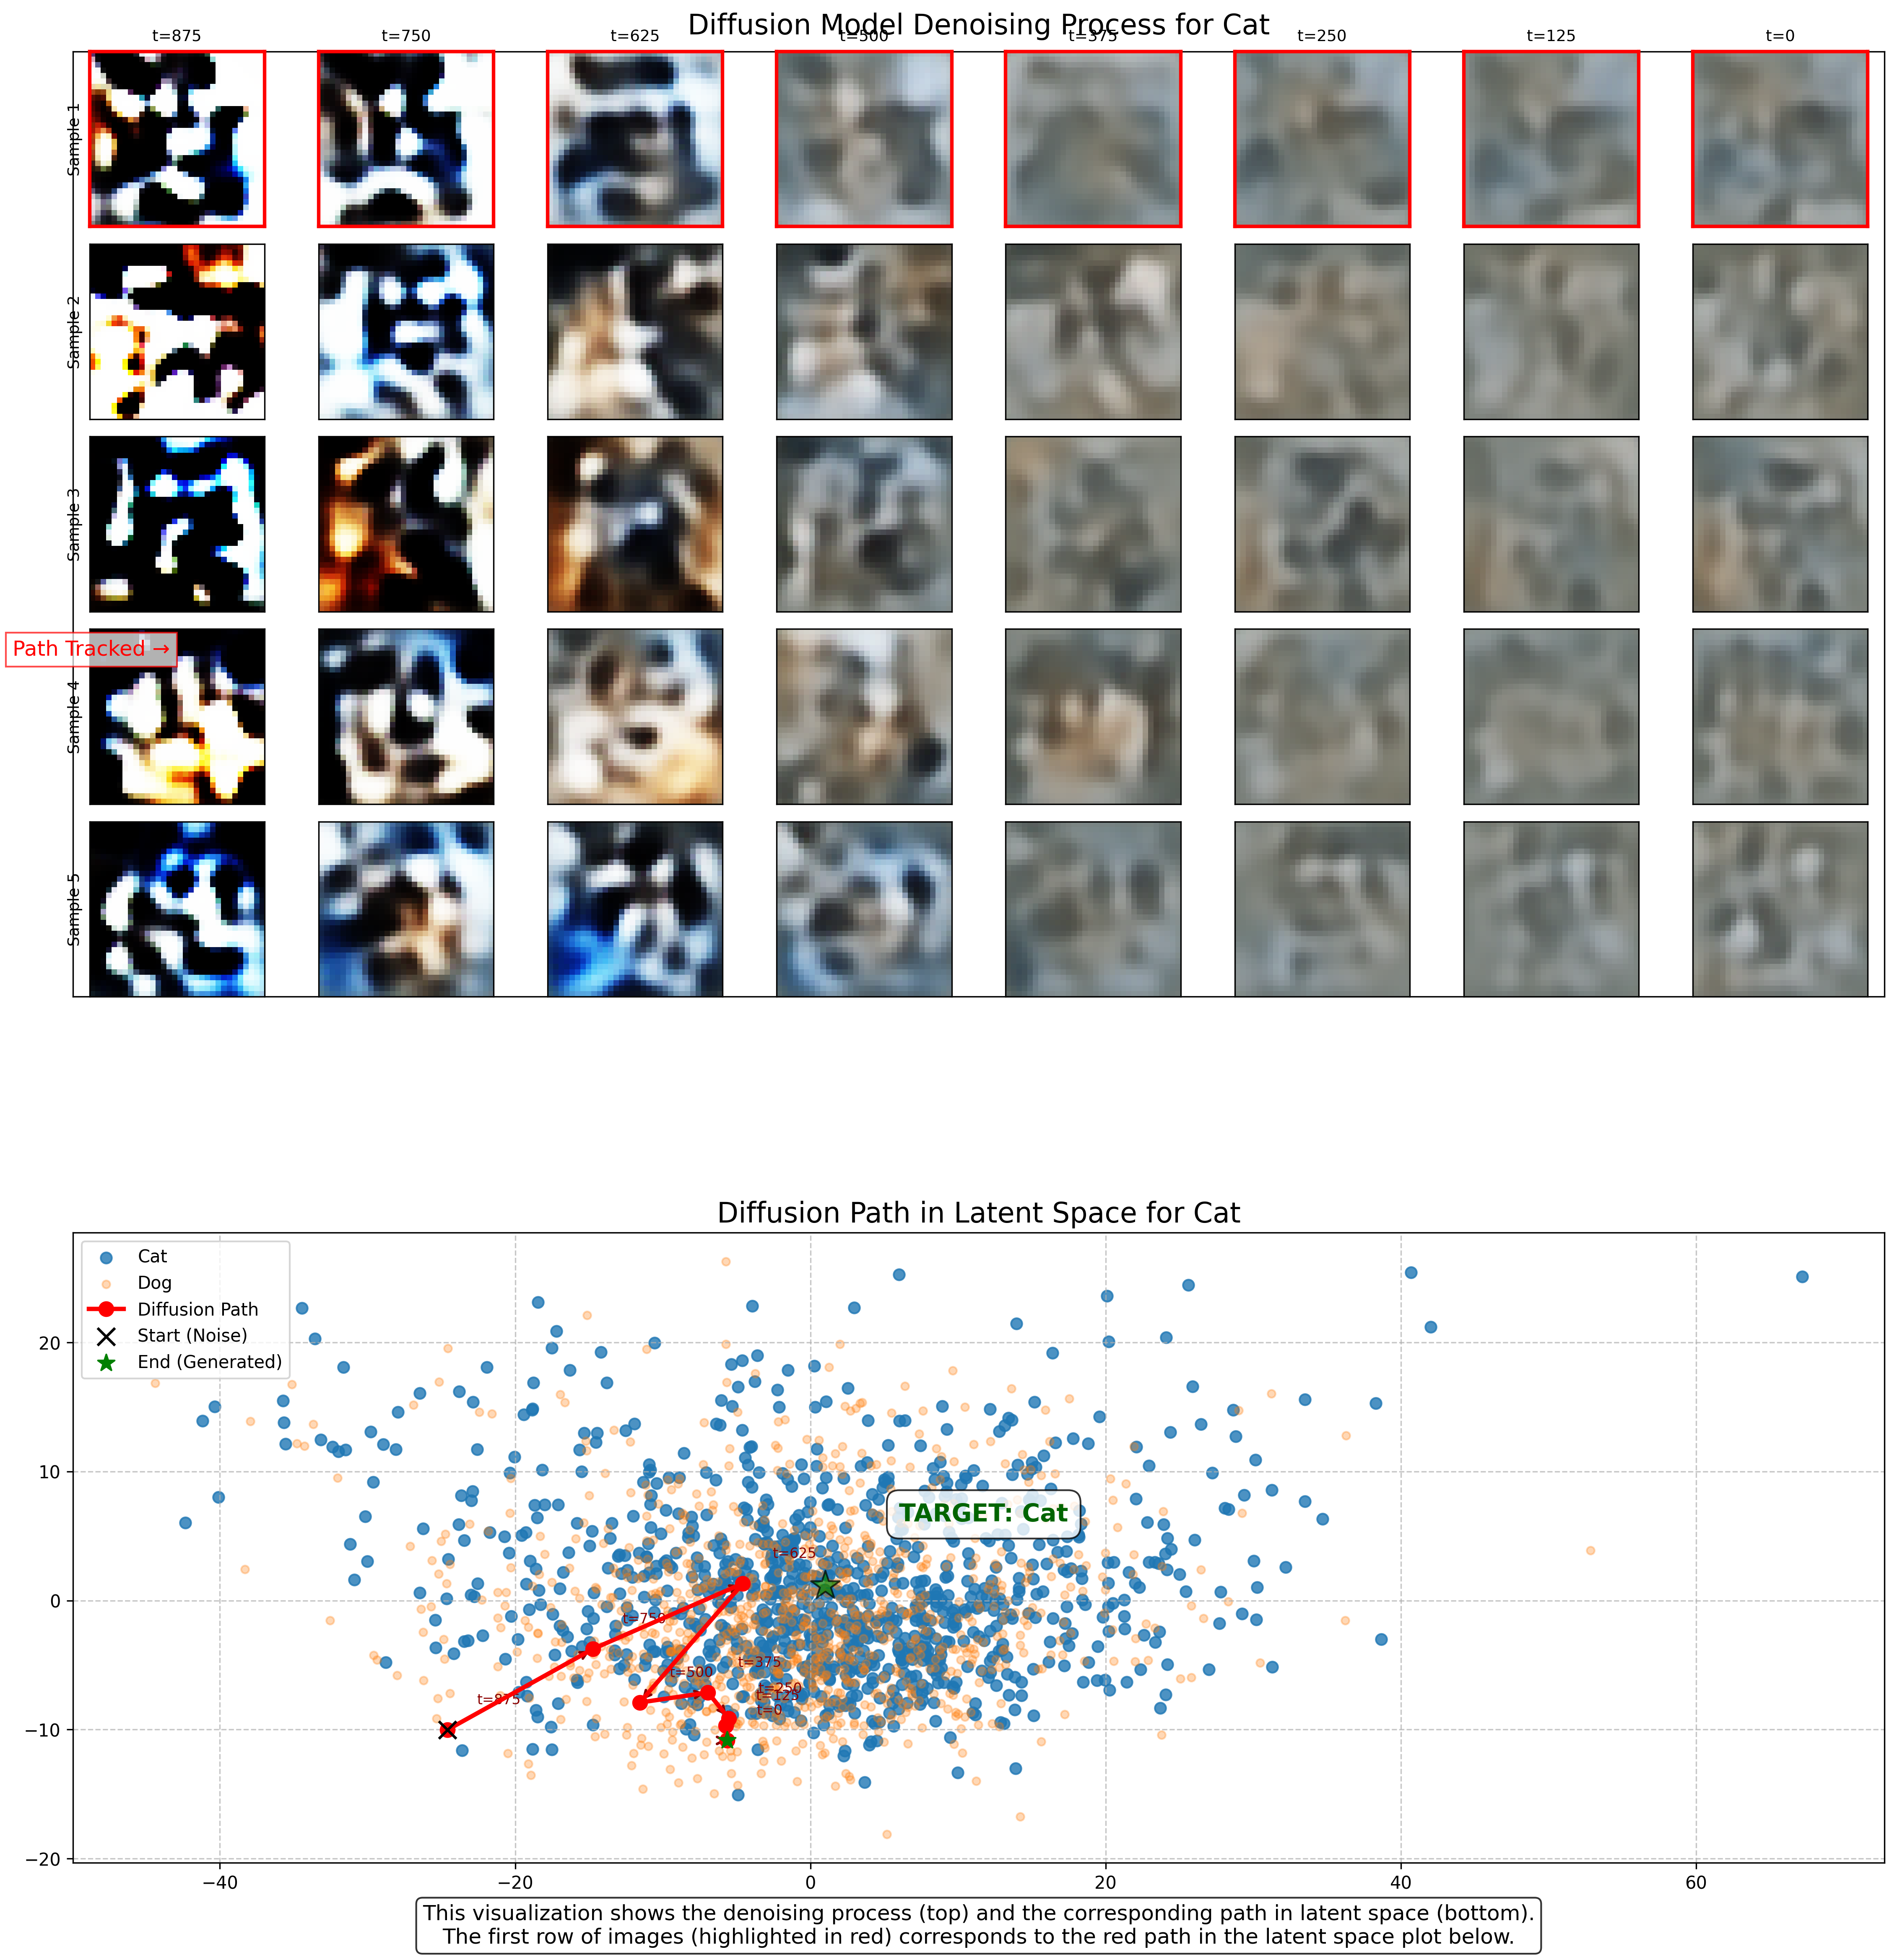 Diffusion Model Denoising Process for Cat
t=875
t=750
t=625
t=500
t=375
t=250
t=125
t=0
Sample 1
Sample 2
Sample 3
Path Tracked →
Sample 4
Sample 5
Diffusion Path in Latent Space for Cat
Cat
Dog
Diffusion Path
Start (Noise)
End (Generated)
20
10
0
−10
−20
TARGET: Cat
t=625
t=750
t=375
t=500
t=250
t=125
t=875
t=0
−40
−20
0
20
40
60
This visualization shows the denoising process (top) and the corresponding path in latent space (bottom).
The first row of images (highlighted in red) corresponds to the red path in the latent space plot below.